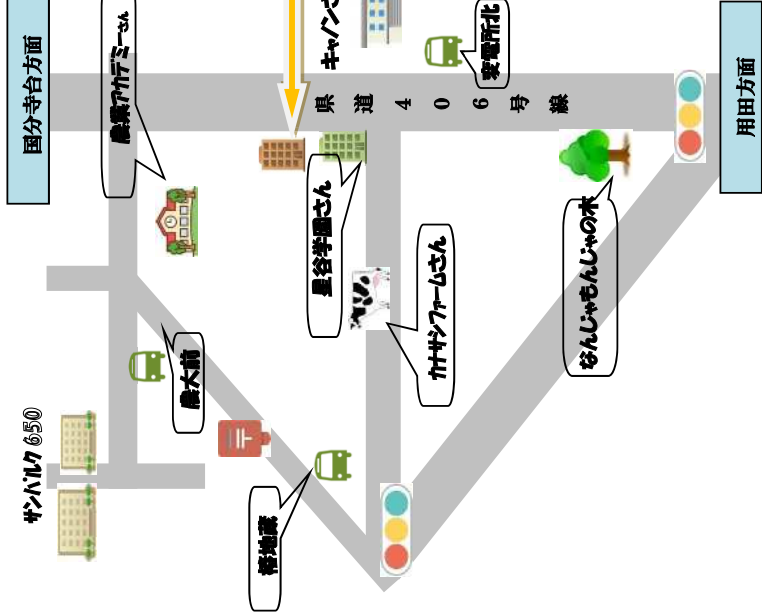 国分寺台方面
農業アカデミーさん
キャノンさ
変電所北
県道４０６号線
用田方面
星谷学園さん
カナサンファームさん
なんじゃもんじゃの木
農大前
サンパルク650
椿地蔵